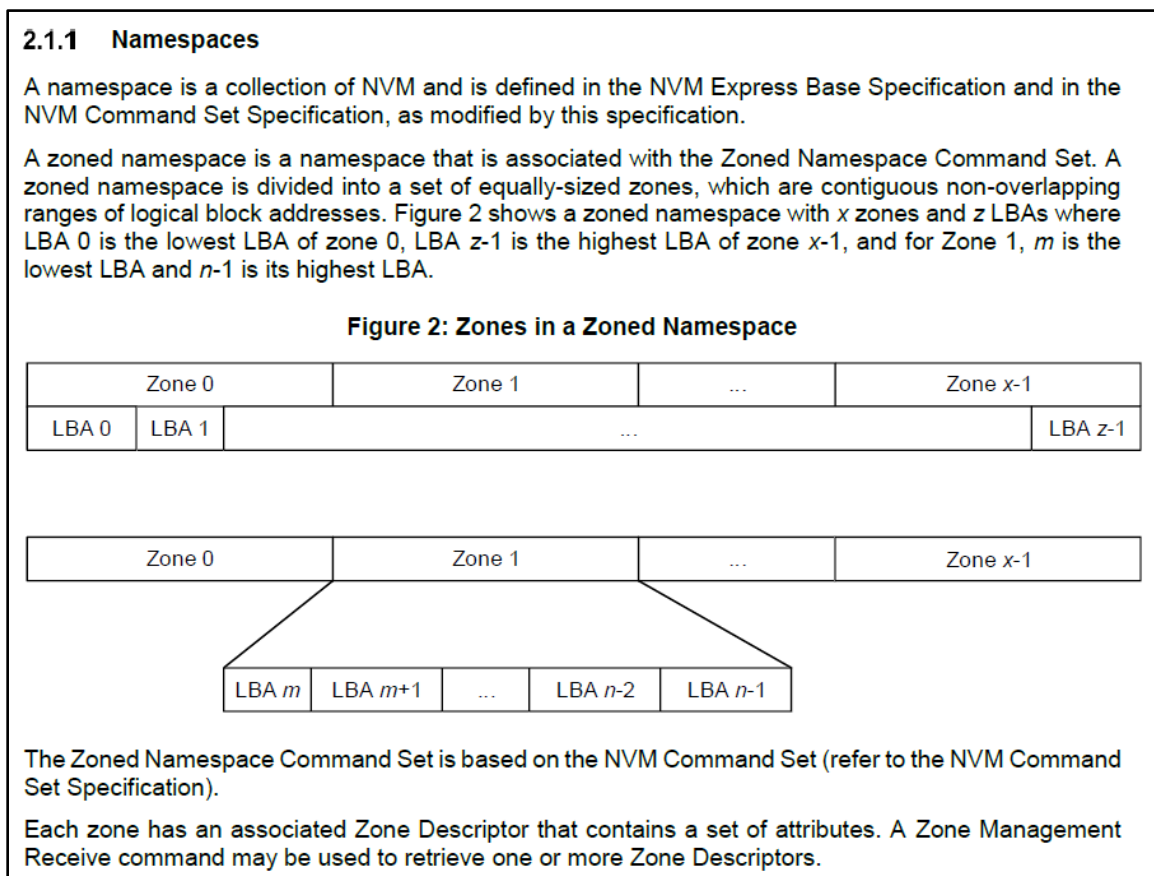 2.1.1 Namespaces
A namespace is a collection of NVM and is defined in the NVM Express Base Specification and in the
NVM Command Set Specification, as modified by this specification.
A zoned namespace is a namespace that is associated with the Zoned Namespace Command Set. A
zoned namespace is divided into a set of equally-sized zones, which are contiguous non-overlapping
ranges of logical block addresses. Figure 2 shows a zoned namespace with x zones and z LBAs where
LBA 0 is the lowest LBA of zone 0, LBA z-1 is the highest LBA of zone x-1, and for Zone 1, m is the
lowest LBA and n-1 is its highest LBA.
Figure 2: Zones in a Zoned Namespace
Zone 0 Zone 1 ... Zone x-1
LBA 0 LBA 1 ... LBA z-1
Zone 0 Zone 1 ... Zone x-1
LBA m LBA m+1 ... LBA n-2 LBA n-1
The Zoned Namespace Command Set is based on the NVM Command Set (refer to the NVM Command
Set Specification).
Each zone has an associated Zone Descriptor that contains a set of attributes. A Zone Management
Receive command may be used to retrieve one or more Zone Descriptors.